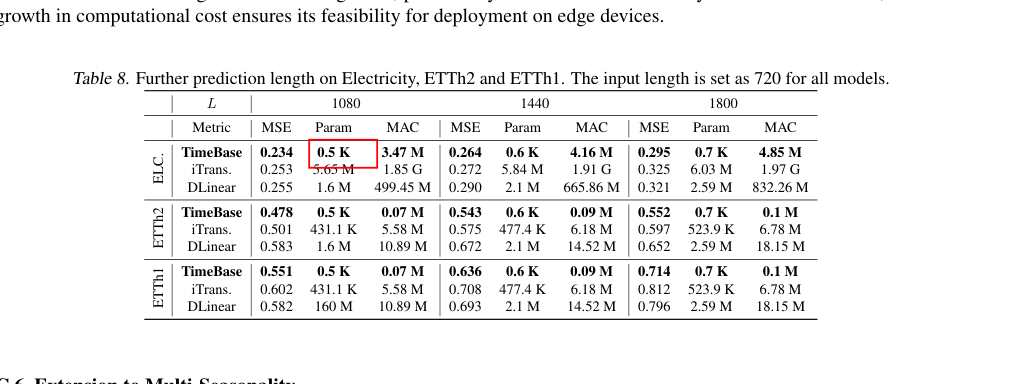 growth in computational cost ensures its feasibility for deployment on edge devices.
Table 8. Further prediction length on Electricity, ETTh2 and ETTh1. The input length is set as 720 for all models.
L 1080 1440 1800
Metric MSE Param MAC MSE Param MAC MSE Param MAC
ELC.
TimeBase 0.234 0.5 K 3.47 M 0.264 0.6 K 4.16 M 0.295 0.7 K 4.85 M
iTrans. 0.253 5.65 M 1.85 G 0.272 5.84 M 1.91 G 0.325 6.03 M 1.97 G
DLinear 0.255 1.6 M 499.45 M 0.290 2.1 M 665.86 M 0.321 2.59 M 832.26 M
ETTh2
TimeBase 0.478 0.5 K 0.07 M 0.543 0.6 K 0.09 M 0.552 0.7 K 0.1 M
iTrans. 0.501 431.1 K 5.58 M 0.575 477.4 K 6.18 M 0.597 523.9 K 6.78 M
DLinear 0.583 1.6 M 10.89 M 0.672 2.1 M 14.52 M 0.652 2.59 M 18.15 M
ETTh1
TimeBase 0.551 0.5 K 0.07 M 0.636 0.6 K 0.09 M 0.714 0.7 K 0.1 M
iTrans. 0.602 431.1 K 5.58 M 0.708 477.4 K 6.18 M 0.812 523.9 K 6.78 M
DLinear 0.582 160 M 10.89 M 0.693 2.1 M 14.52 M 0.796 2.59 M 18.15 M
C.6. Extension to Multi-Seasonality